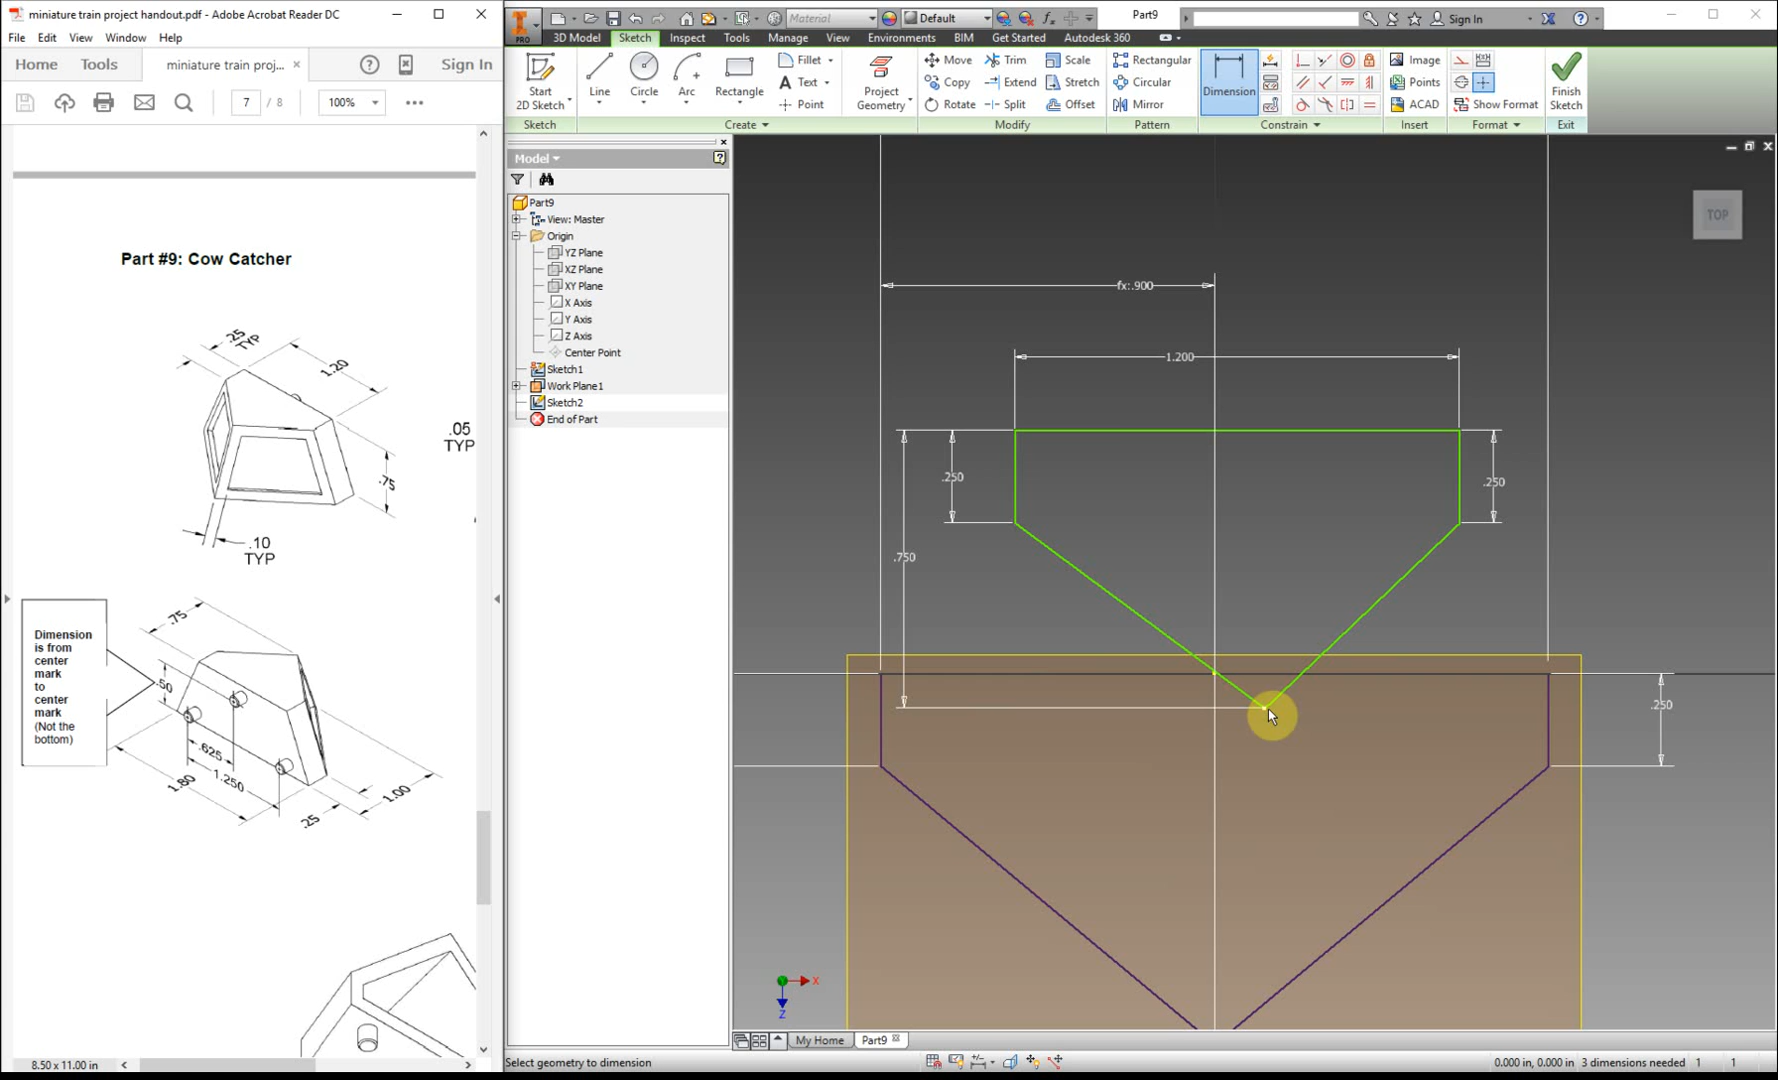 miniature train project handout.pdf - Adobe Acrobat Reader DC
File Edit View Window Help
Home Tools miniature train proj... × Sign In
7 / 8 100%
Part #9: Cow Catcher
.25
TYP
1.20
.05
TYP
.75
.10
TYP
Dimension
is from
center
mark
to
center
mark
(Not the
bottom)
.75
.50
.625
1.250
1.80
.25
1.00
8.50 x 11.00 in
PRO
Material Default Part9 Sign In
3D Model Sketch Inspect Tools Manage View Environments BIM Get Started Autodesk 360
Start
2D Sketch
Line Circle Arc Rectangle
Fillet
Text
Point
Project
Geometry
Move Trim Scale
Copy Extend Stretch
Rotate Split Offset
Rectangular
Circular
Mirror
Dimension
Image
Points
ACAD
Show Format
Finish
Sketch
Sketch Create Modify Pattern Constrain Insert Format Exit
Model
Part9
View: Master
Origin
YZ Plane
XZ Plane
XY Plane
X Axis
Y Axis
Z Axis
Center Point
Sketch1
Work Plane1
Sketch2
End of Part
TOP
fx:.900
1.200
.250
.250
.750
.250
X
Z
My Home Part9
Select geometry to dimension
0.000 in, 0.000 in 3 dimensions needed 1 1